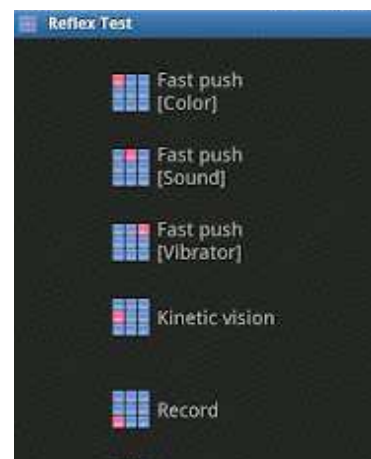 Reflex Test
Fast push
[Color]
Fast push
[Sound]
Fast push
[Vibrator]
Kinetic vision
Record